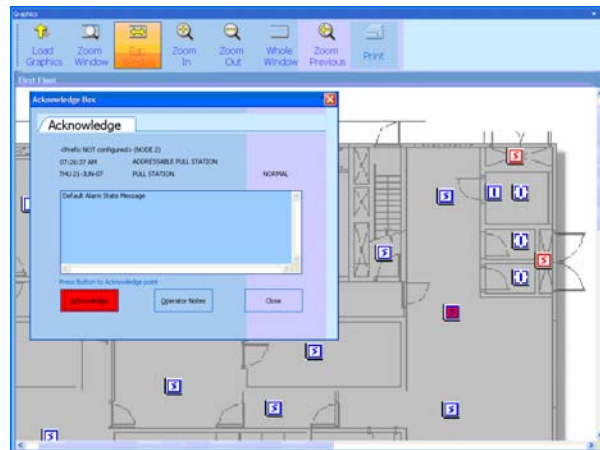 Graphics
Load Graphics
Zoom Window
Pan Window
Zoom In
Zoom Out
Whole Window
Zoom Previous
Print
First Floor
Acknowledge Box
Acknowledge
<Prefix NOT configured> (NODE 2)
07:26:37 AM ADDRESSABLE PULL STATION
THU 21-JUN-07 PULL STATION NORMAL
Default Alarm State Message
Press Button to Acknowledge point
Acknowledge
Operator Notes
Close